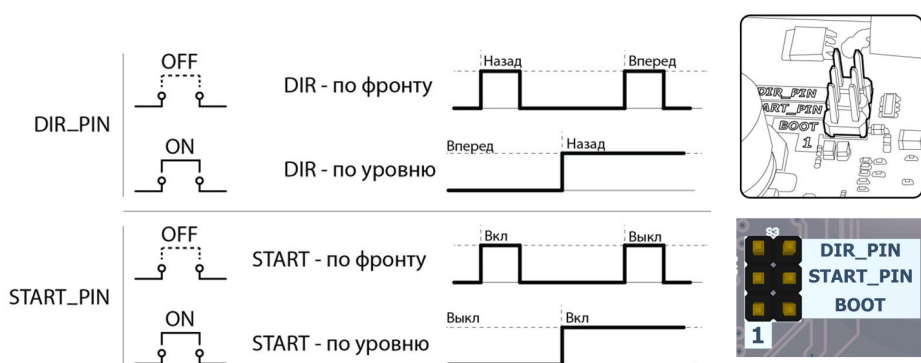 DIR_PIN
OFF
DIR - по фронту
Назад
Вперед
ON
DIR - по уровню
Вперед
Назад
START_PIN
OFF
START - по фронту
Вкл
Выкл
ON
START - по уровню
Выкл
Вкл
DIR_PIN
ART_PIN
BOOT
1
S3
DIR_PIN
START_PIN
BOOT
1